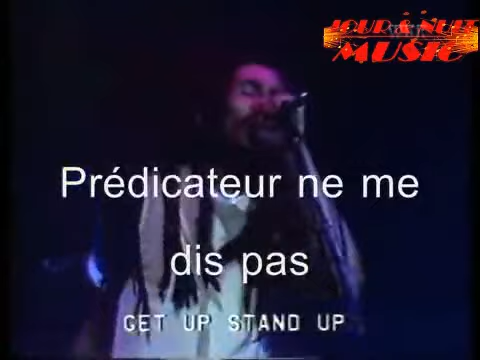 JOUR & NUIT
MUSIC
Prédicateur ne me
dis pas
GET UP STAND UP